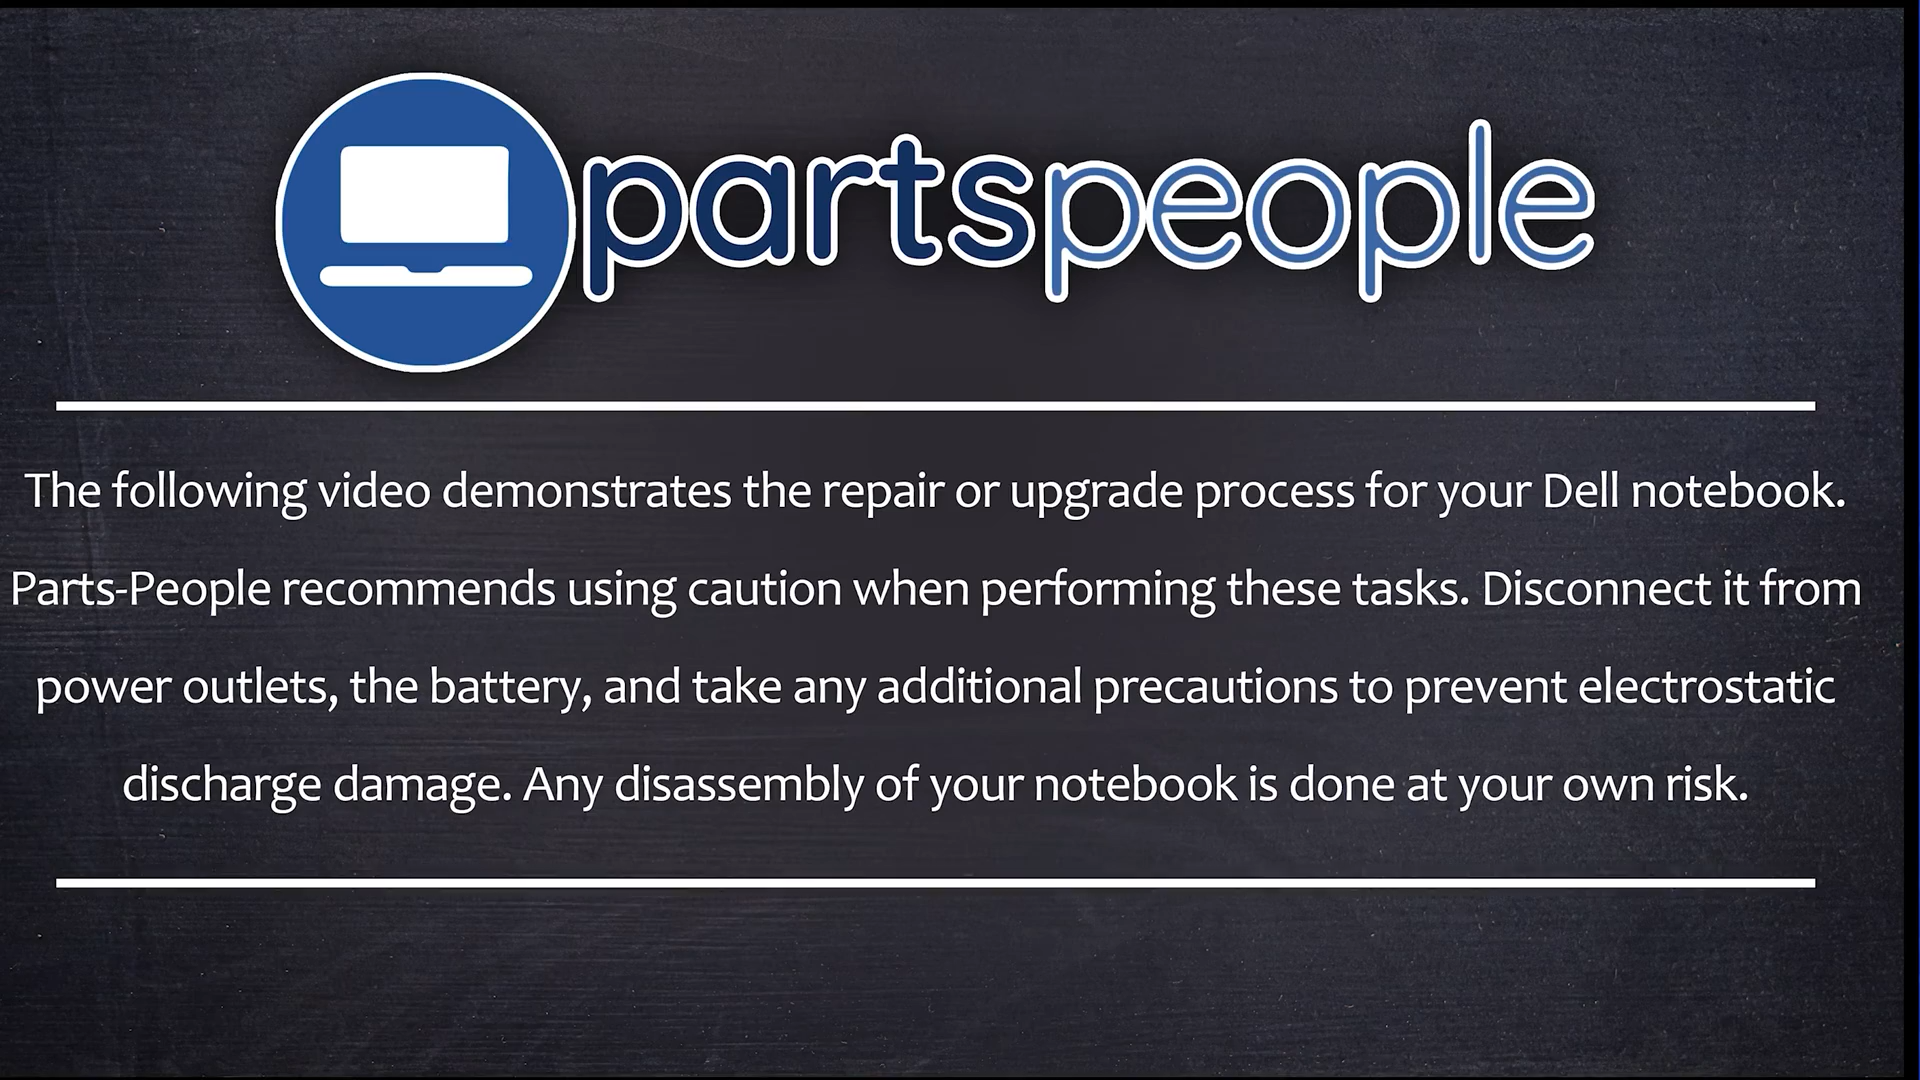 partspeople
The following video demonstrates the repair or upgrade process for your Dell notebook.
Parts-People recommends using caution when performing these tasks. Disconnect it from
power outlets, the battery, and take any additional precautions to prevent electrostatic
discharge damage. Any disassembly of your notebook is done at your own risk.